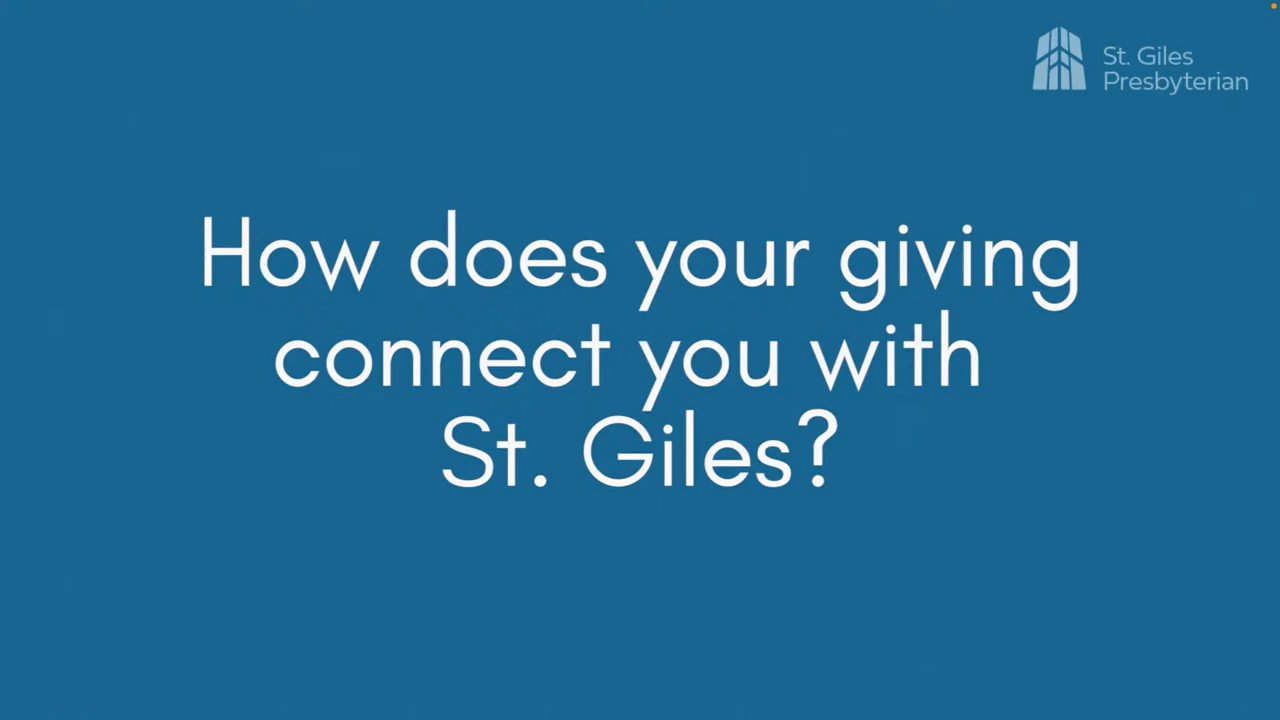 St. Giles
Presbyterian
How does your giving
connect you with
St. Giles?